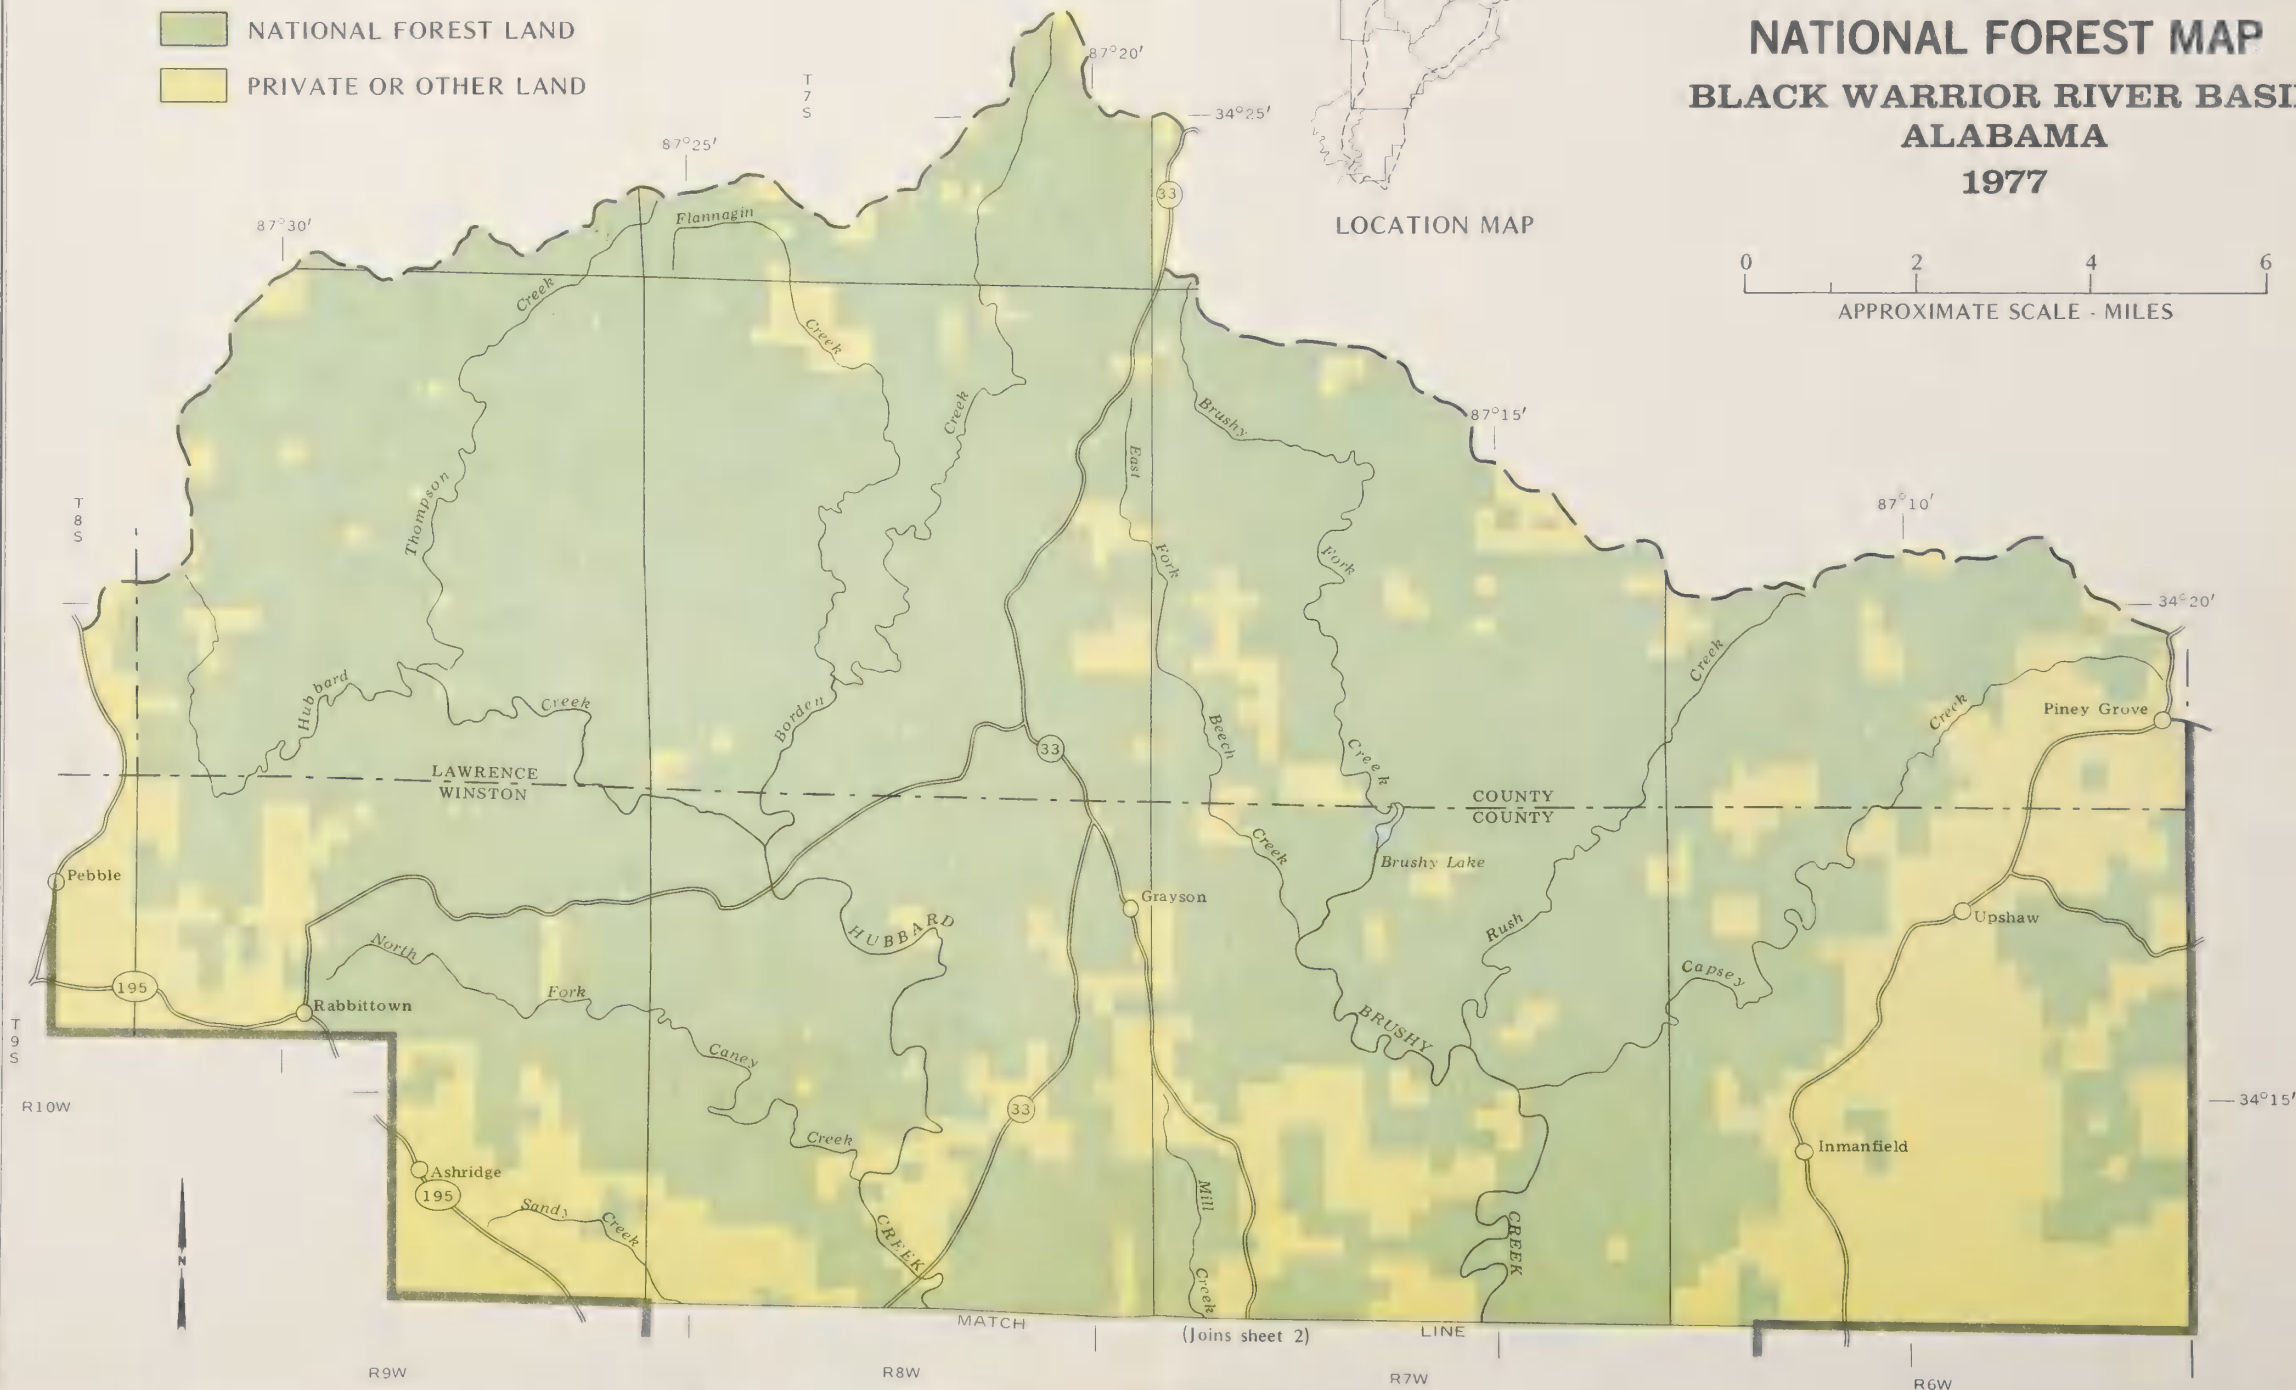 NATIONAL FOREST LAND
PRIVATE OR OTHER LAND
NATIONAL FOREST MAP
BLACK WARRIOR RIVER BASI
ALABAMA
1977
LOCATION MAP
0 2 4 6
APPROXIMATE SCALE - MILES
T
7
S
87°20'
34°25'
87°25'
87°30'
33
Flannagin
Creek
Creek
Creek
Brushy
87°15'
East
Thompson
T
8
S
87°10'
Fork
Fork
34°20'
Creek
Hubbard
Creek
Borden
Beech
Creek
Creek
Piney Grove
33
LAWRENCE
WINSTON
COUNTY
COUNTY
Creek
Brushy Lake
Pebble
Grayson
HUBBARD
Rush
Upshaw
North
Fork
Capsey
195
Rabbittown
BRUSHY
T
9
S
Caney
R10W
33
34°15'
Creek
Inmanfield
Ashridge
195
Sandy
Creek
CREEK
Mill
Creek
CREEK
MATCH
(Joins sheet 2)
LINE
N
R9W
R8W
R7W
R6W